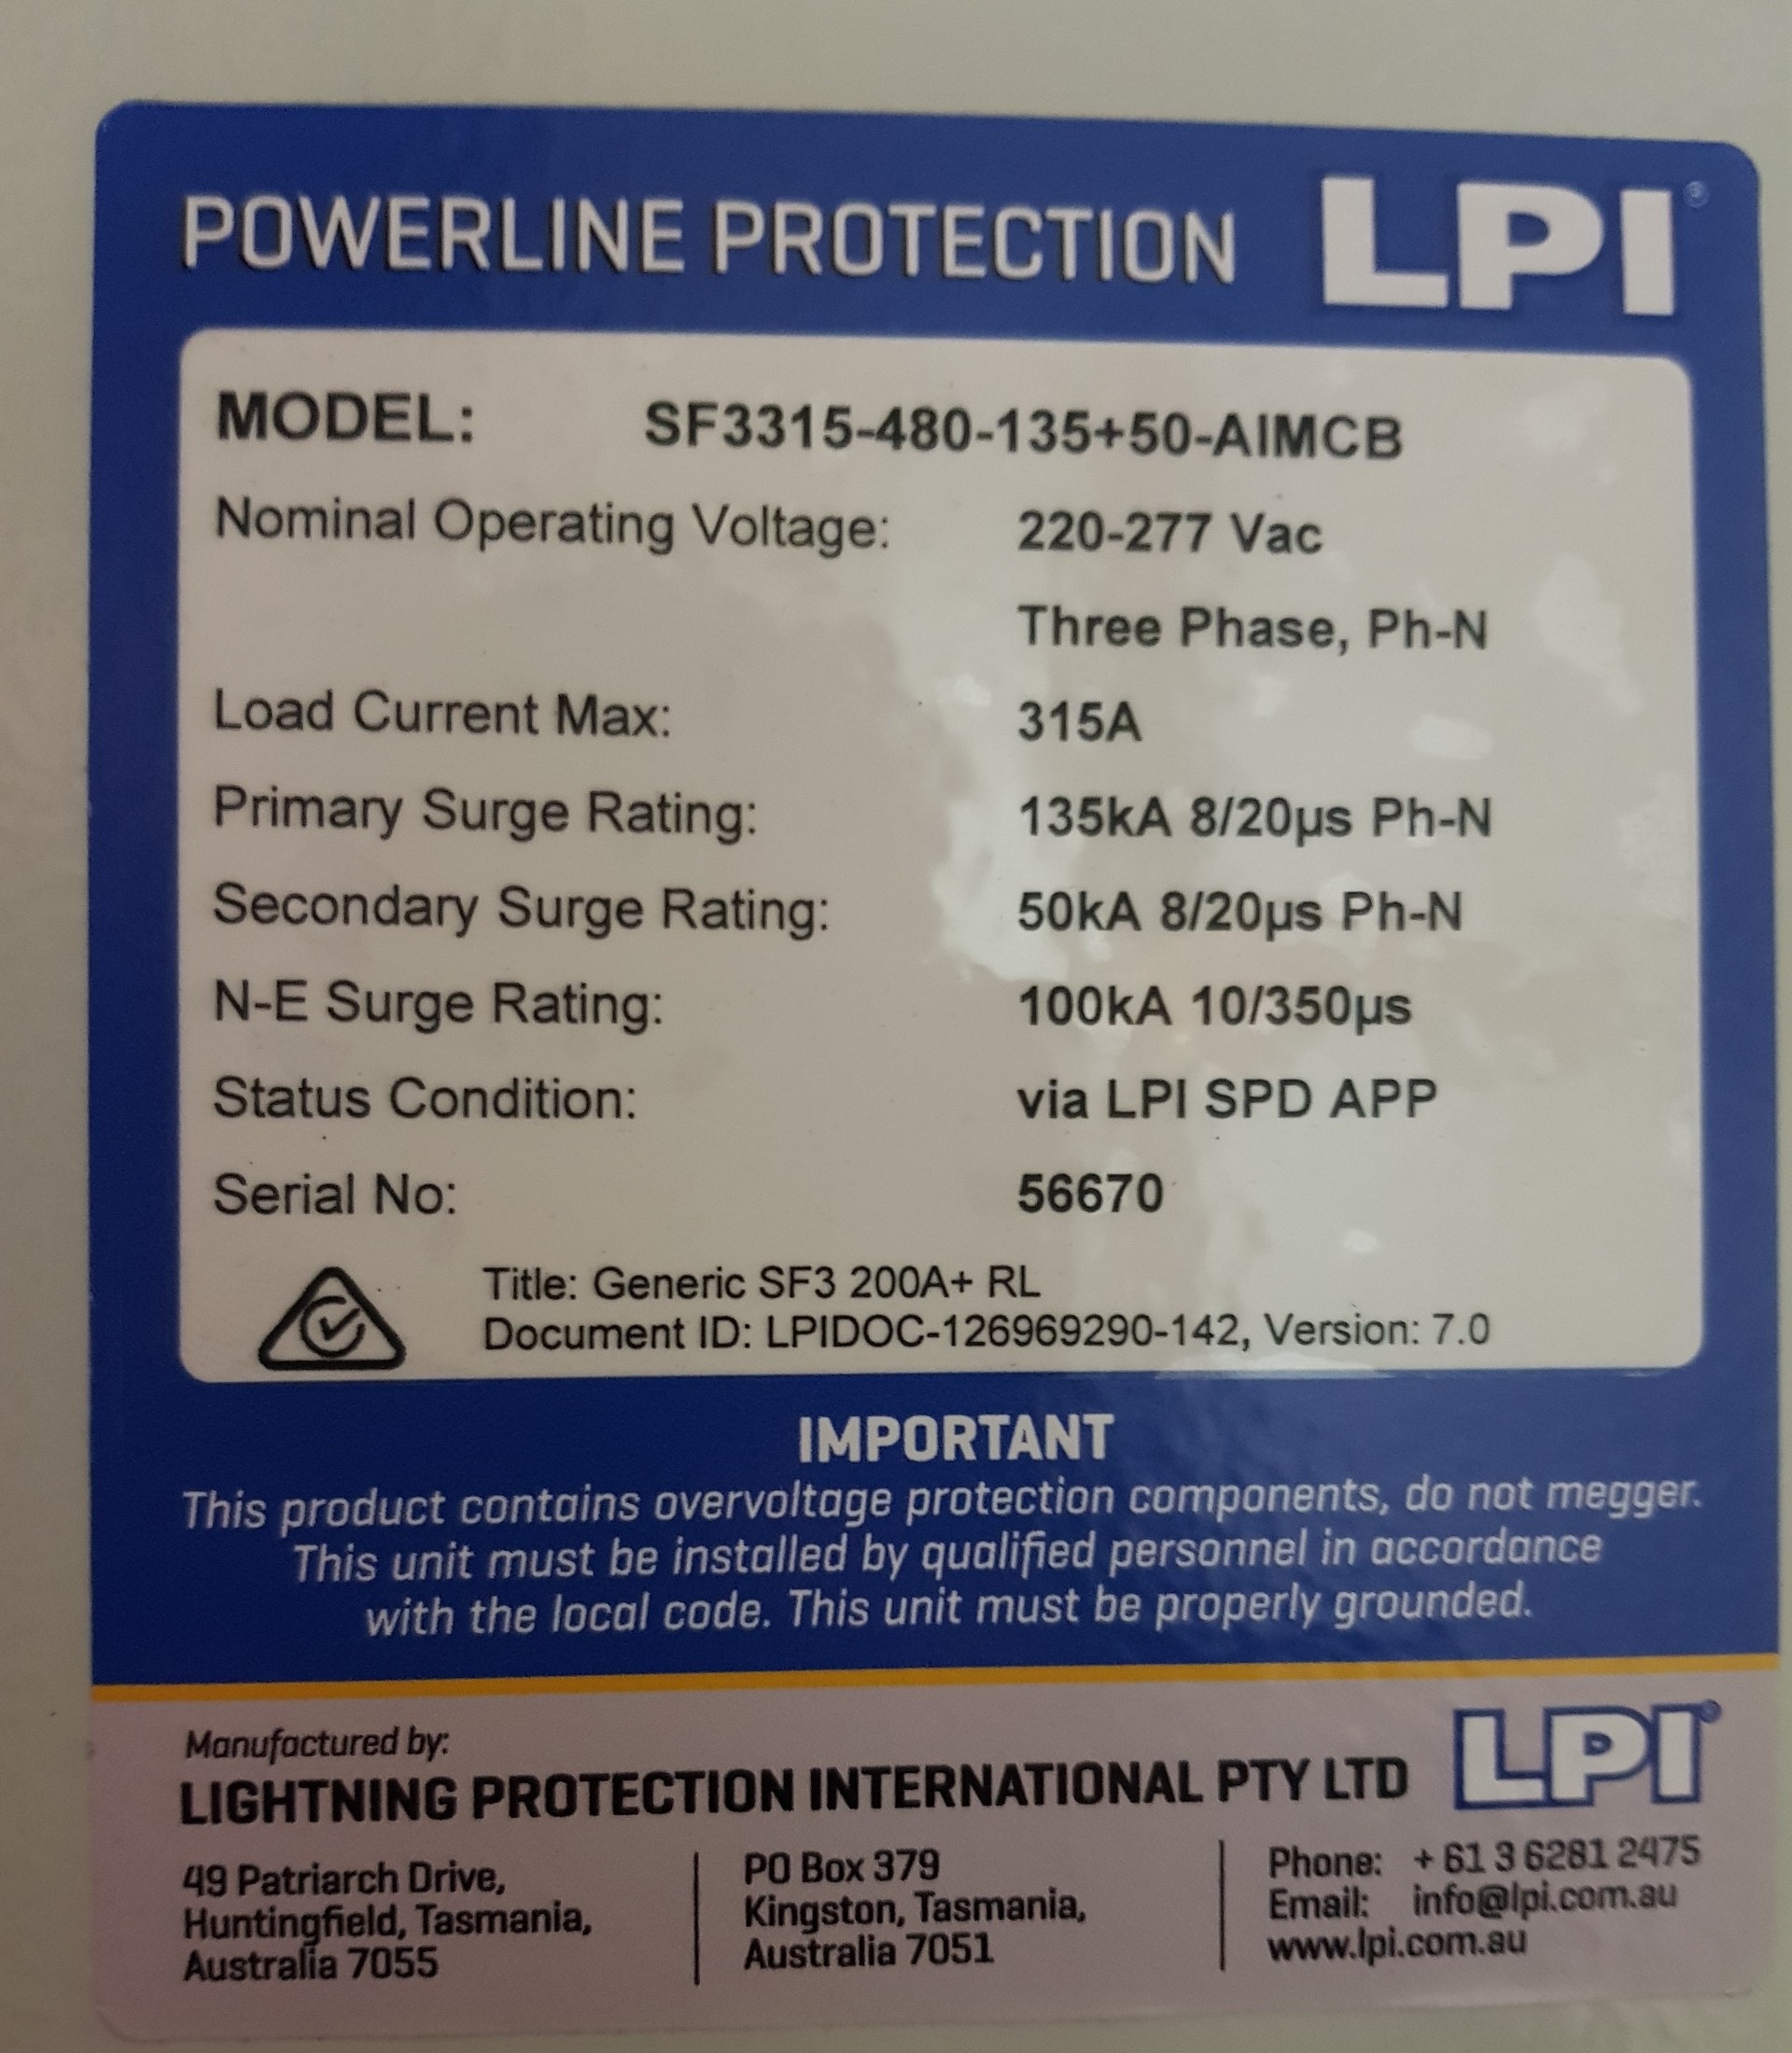 POWERLINE PROTECTION LPI®
MODEL: SF3315-480-135+50-AIMCB
Nominal Operating Voltage: 220-277 Vac
Three Phase, Ph-N
Load Current Max: 315A
Primary Surge Rating: 135kA 8/20µs Ph-N
Secondary Surge Rating: 50kA 8/20µs Ph-N
N-E Surge Rating: 100kA 10/350µs
Status Condition: via LPI SPD APP
Serial No: 56670
Title: Generic SF3 200A+ RL
Document ID: LPIDOC-126969290-142, Version: 7.0
IMPORTANT
This product contains overvoltage protection components, do not megger.
This unit must be installed by qualified personnel in accordance
with the local code. This unit must be properly grounded.
Manufactured by:
LIGHTNING PROTECTION INTERNATIONAL PTY LTD
LPI®
49 Patriarch Drive,
Huntingfield, Tasmania,
Australia 7055
PO Box 379
Kingston, Tasmania,
Australia 7051
Phone: + 61 3 6281 2475
Email: info@lpi.com.au
www.lpi.com.au